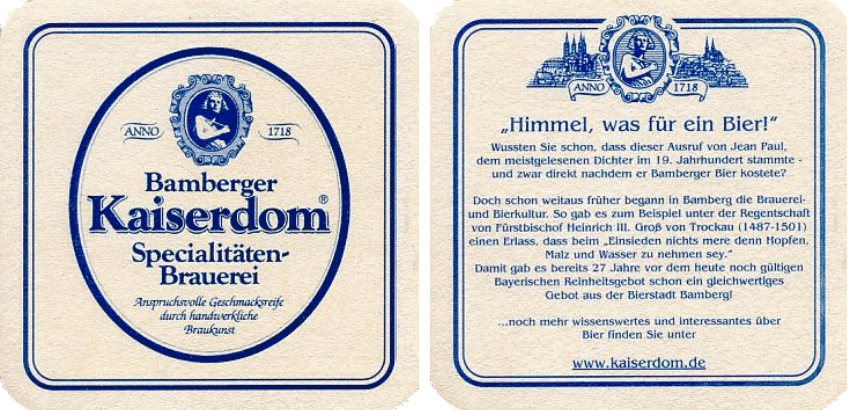 ANNO 1718
Bamberger
Kaiserdom®
Specialitäten-
Brauerei
Anspruchsvolle Geschmacksreife
durch handwerkliche
Braukunst
ANNO 1718
„Himmel, was für ein Bier!“
Wussten Sie schon, dass dieser Ausruf von Jean Paul,
dem meistgelesenen Dichter im 19. Jahrhundert stammte -
und zwar direkt nachdem er Bamberger Bier kostete?
Doch schon weitaus früher begann in Bamberg die Brauerei-
und Bierkultur. So gab es zum Beispiel unter der Regentschaft
von Fürstbischof Heinrich III. Groß von Trockau (1487-1501)
einen Erlass, dass beim „Einsieden nichts mere denn Hopfen,
Malz und Wasser zu nehmen sey.“
Damit gab es bereits 27 Jahre vor dem heute noch gültigen
Bayerischen Reinheitsgebot schon ein gleichwertiges
Gebot aus der Bierstadt Bamberg!
...noch mehr wissenswertes und interessantes über
Bier finden Sie unter
www.kaiserdom.de